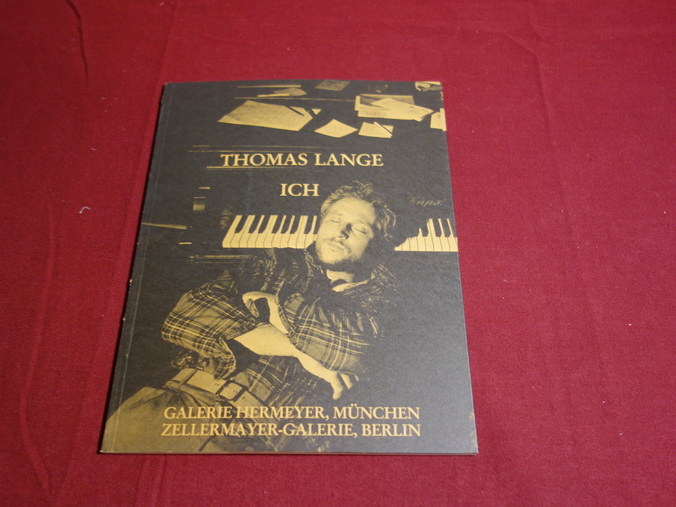 THOMAS LANGE
ICH
GALERIE HERMEYER, MÜNCHEN
ZELLERMAYER-GALERIE, BERLIN